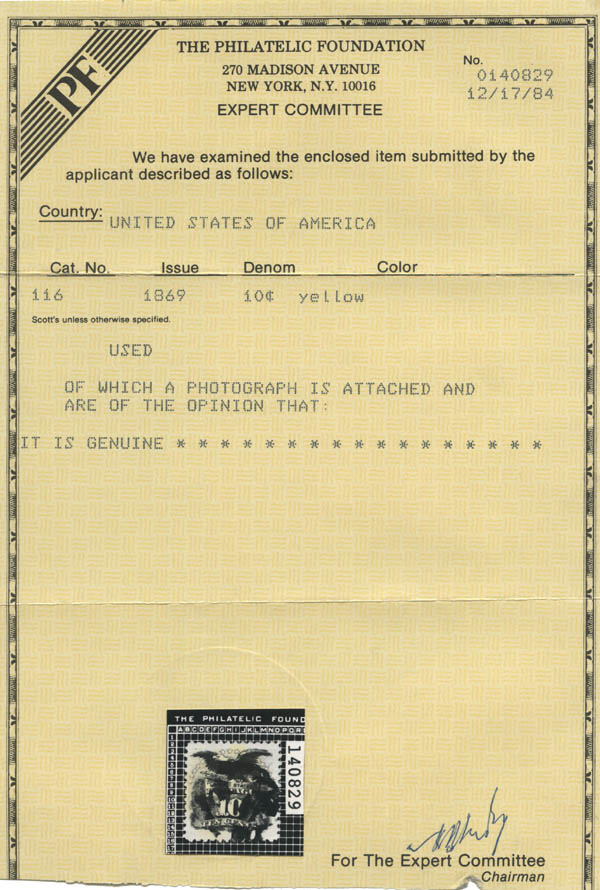 PF
THE PHILATELIC FOUNDATION
270 MADISON AVENUE
NEW YORK, N.Y. 10016
EXPERT COMMITTEE
No.
0140829
12/17/84
We have examined the enclosed item submitted by the
applicant described as follows:
Country: UNITED STATES OF AMERICA
Cat. No. Issue Denom Color
116 1869 10¢ yellow
Scott's unless otherwise specified.
USED
OF WHICH A PHOTOGRAPH IS ATTACHED AND
ARE OF THE OPINION THAT:
IT IS GENUINE * * * * * * * * * * * * * * * * *
THE PHILATELIC FOUND
ABCDEFGHIJKLMNOPQR
140829
10
TEN CENTS
For The Expert Committee
Chairman